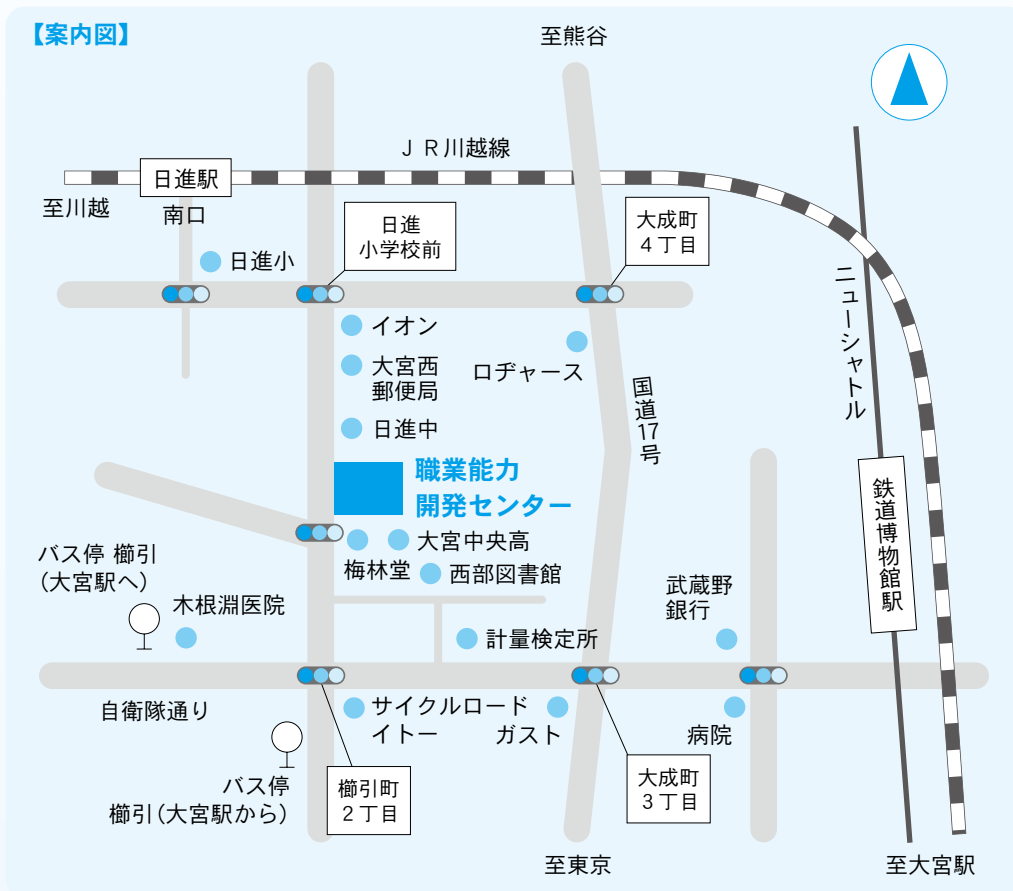 【案内図】
至熊谷
ＪＲ川越線
日進駅
至川越
南口
日進
小学校前
大成町
４丁目
日進小
ニューシャトル
イオン
大宮西
郵便局
ロヂャース
国道17号
日進中
職業能力
開発センター
鉄道博物館駅
大宮中央高
梅林堂
西部図書館
バス停 櫛引
(大宮駅へ)
木根淵医院
武蔵野
銀行
計量検定所
自衛隊通り
サイクルロード
イトー
ガスト
病院
バス停
櫛引(大宮駅から)
櫛引町
２丁目
大成町
３丁目
至東京
至大宮駅